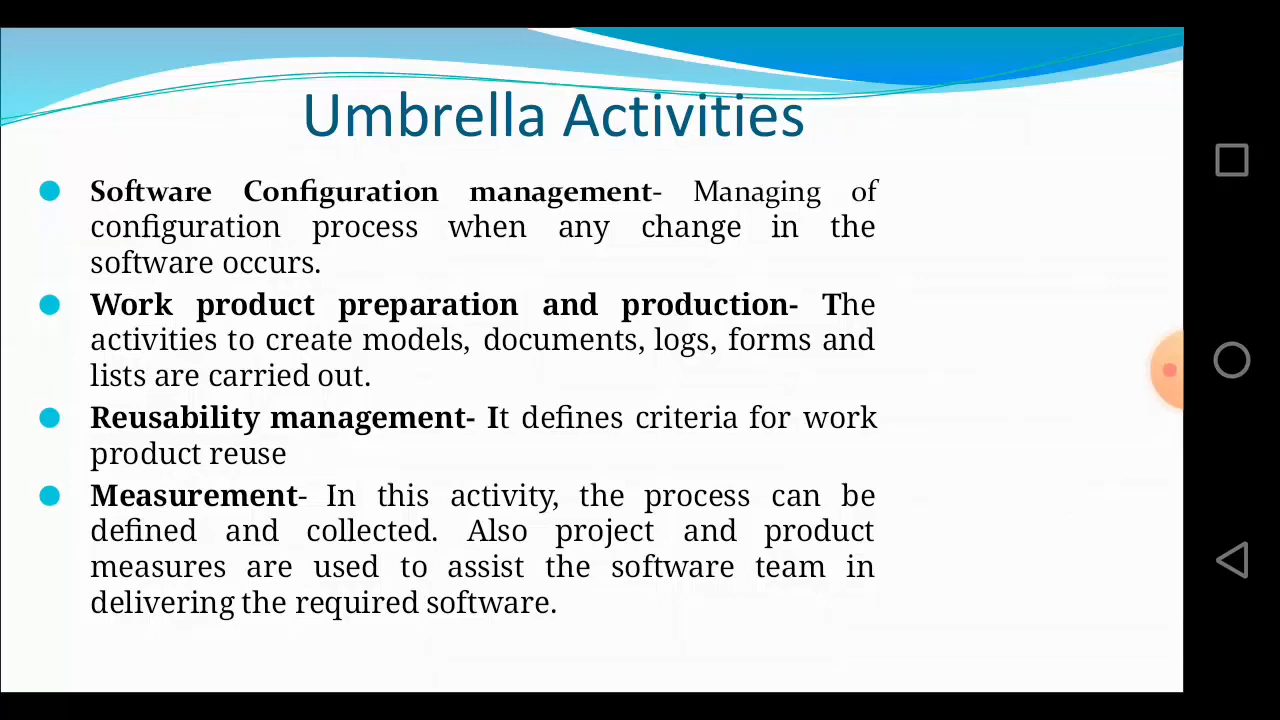 Umbrella Activities
Software Configuration management- Managing of
configuration process when any change in the
software occurs.
Work product preparation and production- The
activities to create models, documents, logs, forms and
lists are carried out.
Reusability management- It defines criteria for work
product reuse
Measurement- In this activity, the process can be
defined and collected. Also project and product
measures are used to assist the software team in
delivering the required software.